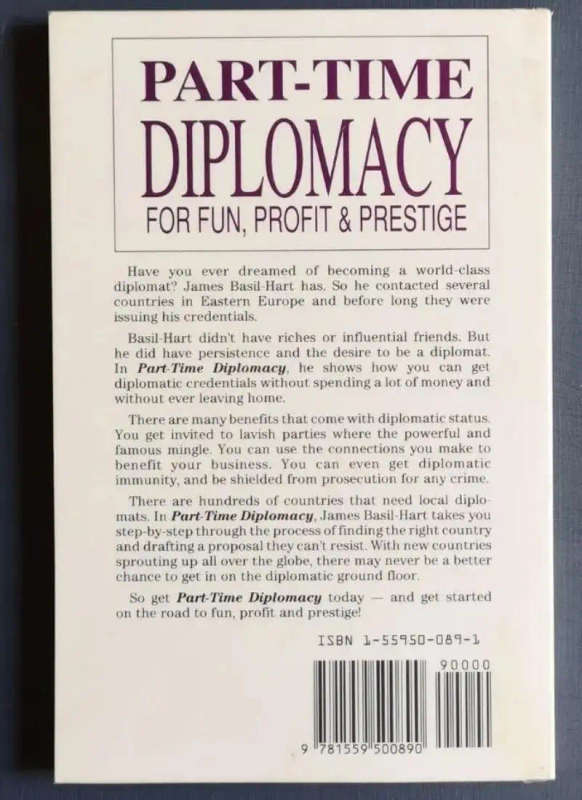 PART-TIME
DIPLOMACY
FOR FUN, PROFIT & PRESTIGE
Have you ever dreamed of becoming a world-class
diplomat? James Basil-Hart has. So he contacted several
countries in Eastern Europe and before long they were
issuing his credentials.
Basil-Hart didn't have riches or influential friends. But
he did have persistence and the desire to be a diplomat.
In Part-Time Diplomacy, he shows how you can get
diplomatic credentials without spending a lot of money and
without ever leaving home.
There are many benefits that come with diplomatic status.
You get invited to lavish parties where the powerful and
famous mingle. You can use the connections you make to
benefit your business. You can even get diplomatic
immunity, and be shielded from prosecution for any crime.
There are hundreds of countries that need local diplo-
mats. In Part-Time Diplomacy, James Basil-Hart takes you
step-by-step through the process of finding the right country
and drafting a proposal they can't resist. With new countries
sprouting up all over the globe, there may never be a better
chance to get in on the diplomatic ground floor.
So get Part-Time Diplomacy today — and get started
on the road to fun, profit and prestige!
ISBN 1-55950-089-1
90000
9 781559 500890